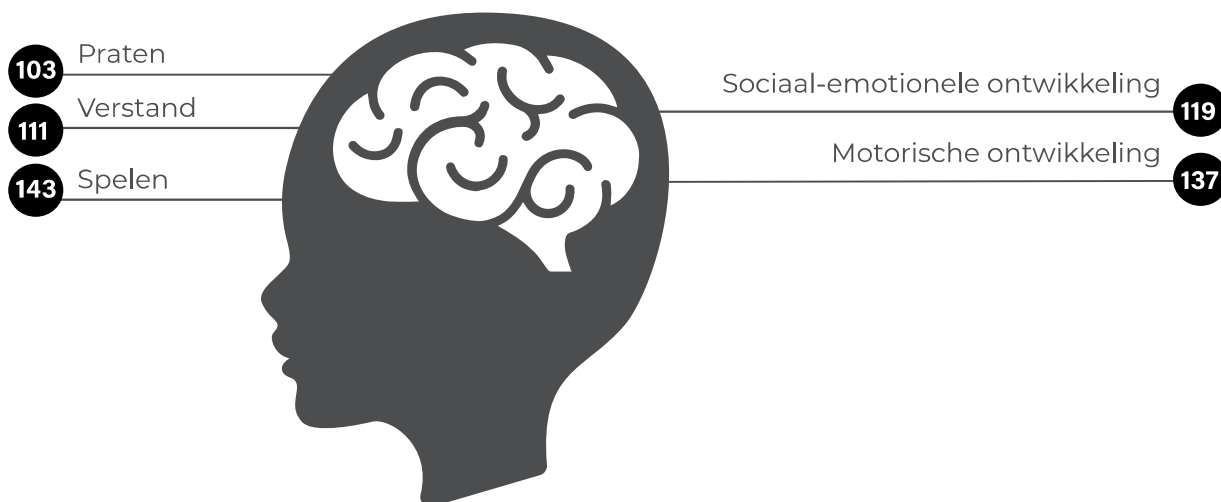 103 Praten
111 Verstand
143 Spelen
Sociaal-emotionele ontwikkeling 119
Motorische ontwikkeling 137